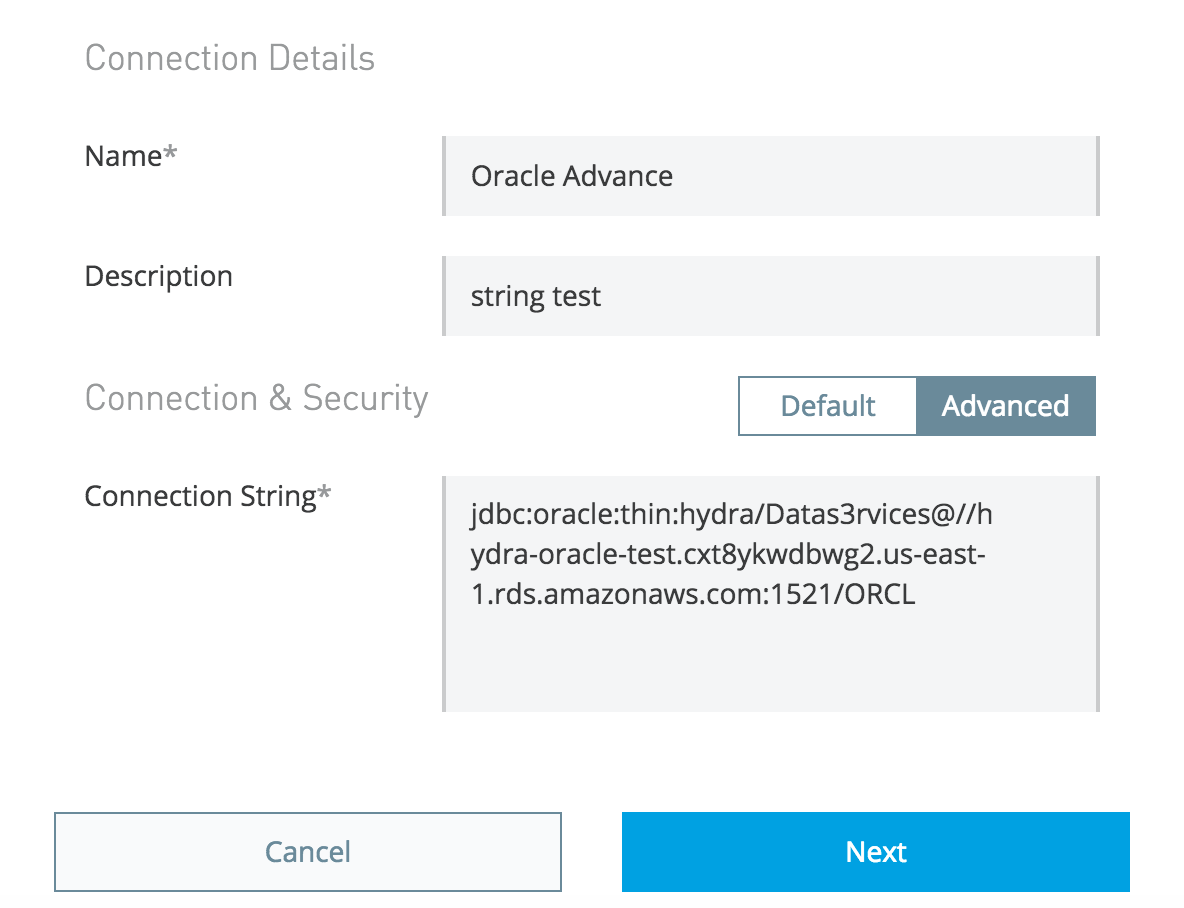 Connection Details
Name*
Oracle Advance
Description
string test
Connection & Security
Default
Advanced
Connection String*
jdbc:oracle:thin:hydra/Datas3rvices@//h
ydra-oracle-test.cxt8ykwdbwg2.us-east-
1.rds.amazonaws.com:1521/ORCL
Cancel
Next